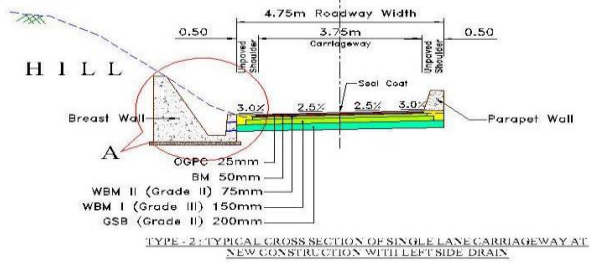 4.75m Roadway Width
0.50
3.75m
0.50
Carriageway
Unpaved
Shoulder
Unpaved
Shoulder
HILL
Seal Coat
3.0%
2.5%
2.5%
3.0%
Breast Wall
Parapet Wall
A
OGPC 25mm
BM 50mm
WBM II (Grade II) 75mm
WBM I (Grade III) 150mm
GSB (Grade II) 200mm
TYPE - 2 : TYPICAL CROSS SECTION OF SINGLE LANE CARRIAGEWAY AT
NEW CONSTRUCTION WITH LEFT SIDE DRAIN